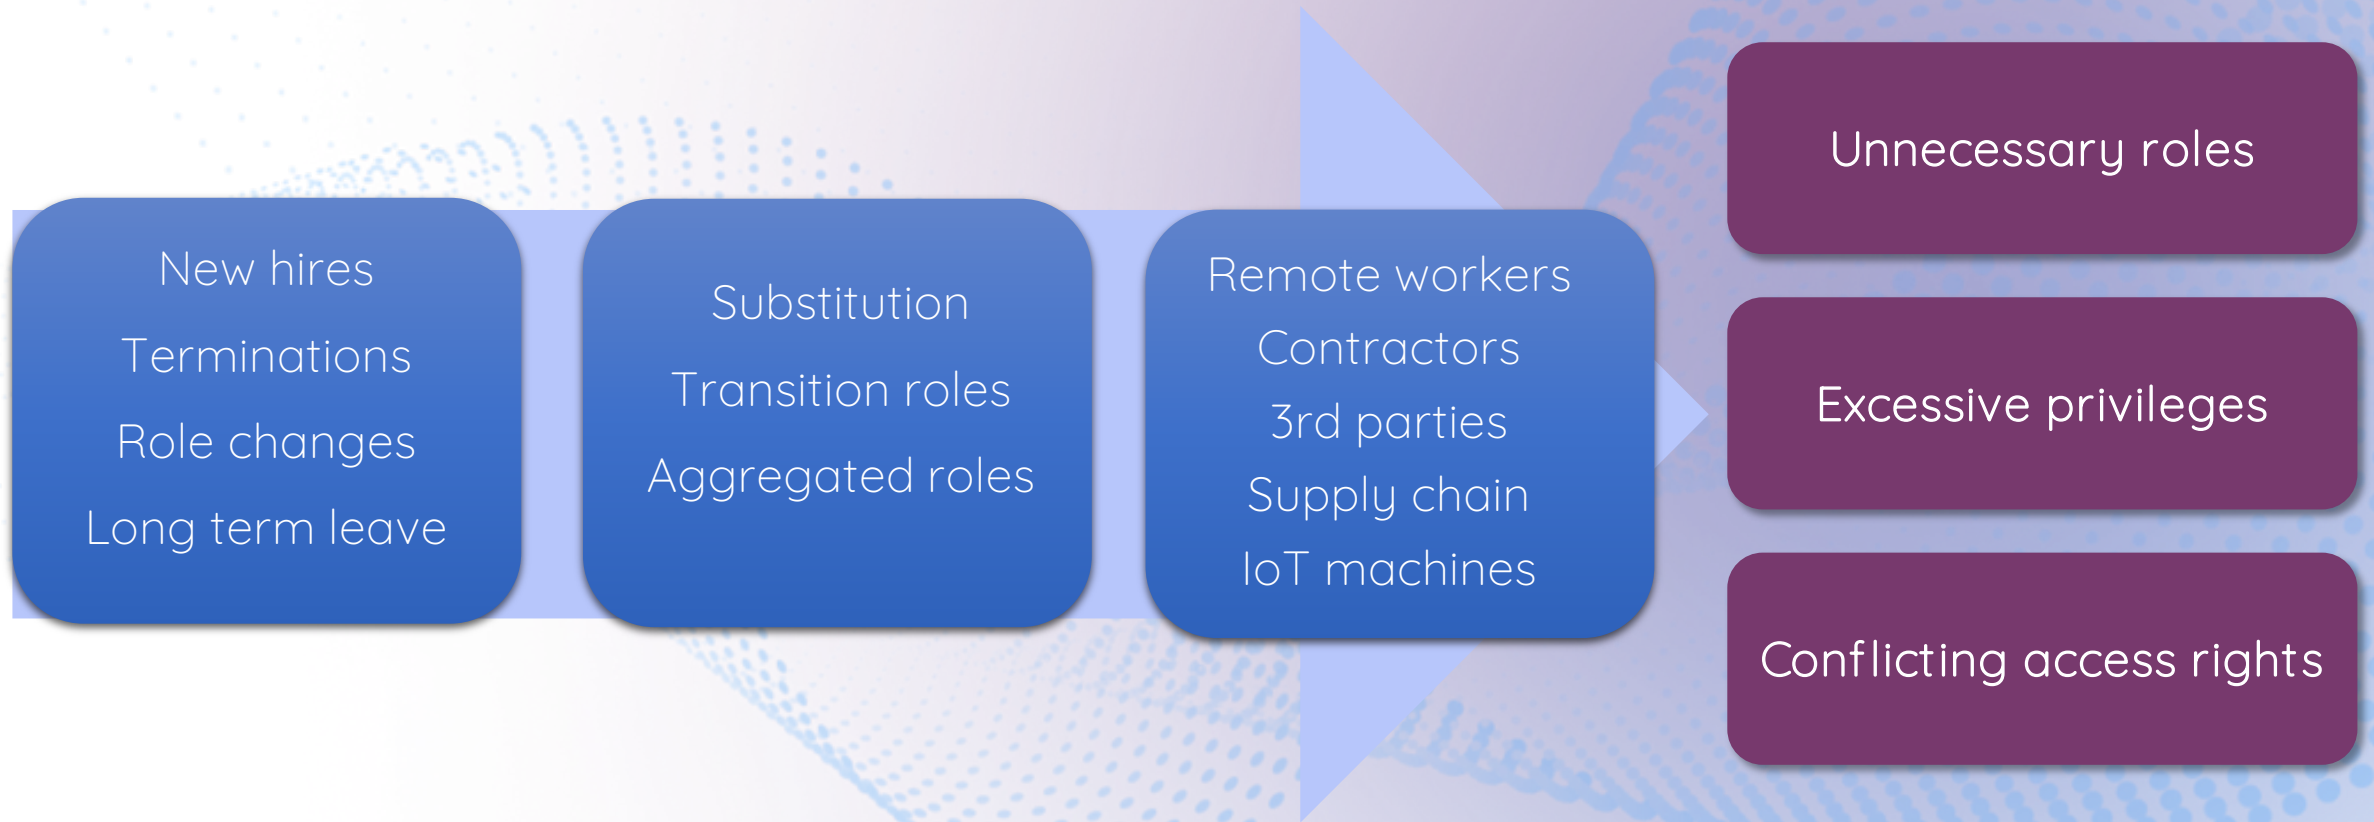 New hires
Terminations
Role changes
Long term leave
Substitution
Transition roles
Aggregated roles
Remote workers
Contractors
3rd parties
Supply chain
IoT machines
Unnecessary roles
Excessive privileges
Conflicting access rights